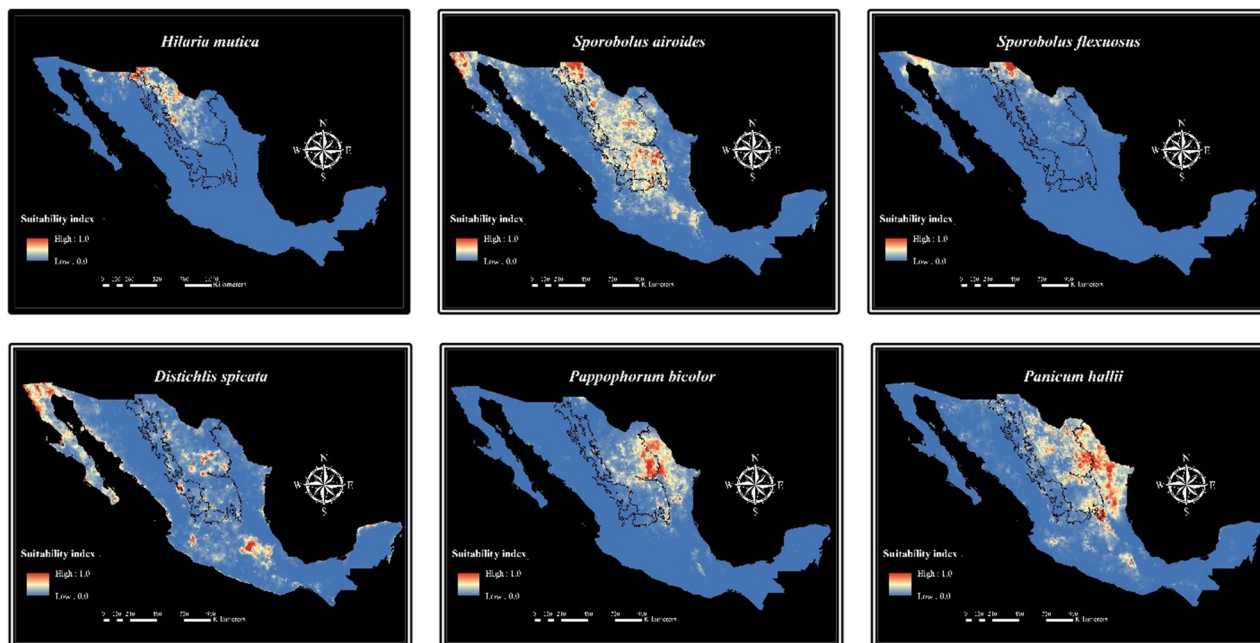 Hilaria mutica
N
W E
S
Suitability index
High : 1.0
Low , 0.0
Kilometers
Sporobolus airoides
N
W E
S
Suitability index
High : 1.0
Low , 0.0
Sporobolus flexuosus
N
W E
S
Suitability index
High : 1.0
Low , 0.0
Distichlis spicata
N
W E
S
Suitability index
High : 1.0
Low , 0.0
Pappophorum bicolor
N
W E
S
Suitability index
High : 1.0
Low , 0.0
Panicum hallii
N
W E
S
Suitability index
High : 1.0
Low , 0.0